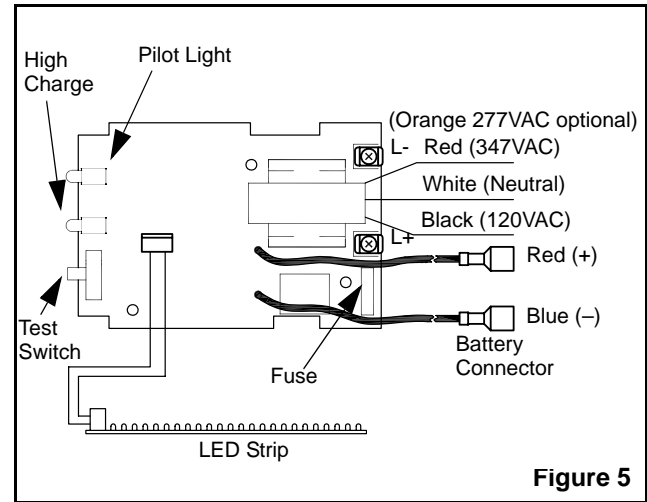 High
Charge
Pilot Light
(Orange 277VAC optional)
L- Red (347VAC)
White (Neutral)
Black (120VAC)
L+
Red (+)
Blue (–)
Test
Switch
Fuse
Battery
Connector
LED Strip
Figure 5